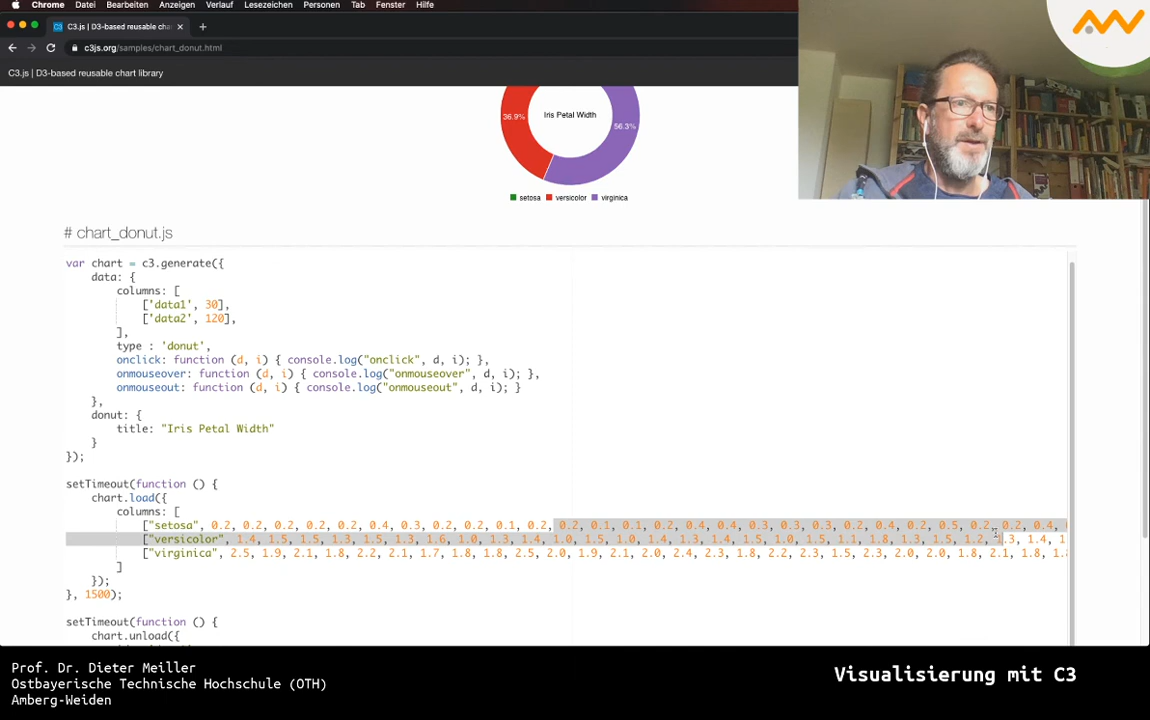 Chrome Datei Bearbeiten Anzeigen Verlauf Lesezeichen Personen Tab Fenster Hilfe
C3.js | D3-based reusable cha
c3js.org/samples/chart_donut.html
C3.js | D3-based reusable chart library
36.9%
Iris Petal Width
56.3%
setosa versicolor virginica
# chart_donut.js
var chart = c3.generate({
data: {
columns: [
['data1', 30],
['data2', 120],
],
type : 'donut',
onclick: function (d, i) { console.log("onclick", d, i); },
onmouseover: function (d, i) { console.log("onmouseover", d, i); },
onmouseout: function (d, i) { console.log("onmouseout", d, i); }
},
donut: {
title: "Iris Petal Width"
}
});
setTimeout(function () {
chart.load({
columns: [
["setosa", 0.2, 0.2, 0.2, 0.2, 0.2, 0.4, 0.3, 0.2, 0.2, 0.1, 0.2, 0.2, 0.1, 0.1, 0.2, 0.4, 0.4, 0.3, 0.3, 0.3, 0.2, 0.4, 0.2, 0.5, 0.2, 0.2, 0.4,
["versicolor", 1.4, 1.5, 1.5, 1.3, 1.5, 1.3, 1.6, 1.0, 1.3, 1.4, 1.0, 1.5, 1.0, 1.4, 1.3, 1.4, 1.5, 1.0, 1.5, 1.1, 1.8, 1.3, 1.5, 1.2, 1.3, 1.4,
["virginica", 2.5, 1.9, 2.1, 1.8, 2.2, 2.1, 1.7, 1.8, 1.8, 2.5, 2.0, 1.9, 2.1, 2.0, 2.4, 2.3, 1.8, 2.2, 2.3, 1.5, 2.3, 2.0, 2.0, 1.8, 2.1, 1.8,
]
});
}, 1500);
setTimeout(function () {
chart.unload({
Prof. Dr. Dieter Meiller
Ostbayerische Technische Hochschule (OTH)
Amberg-Weiden
Visualisierung mit C3